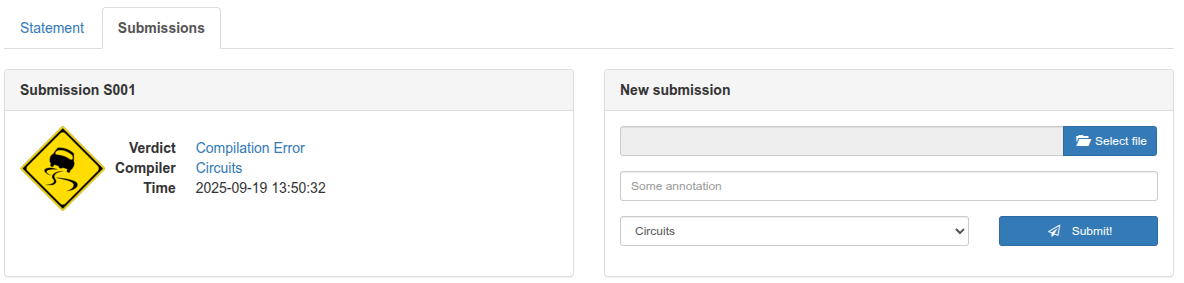 Statement
Submissions
Submission S001
Verdict Compilation Error
Compiler Circuits
Time 2025-09-19 13:50:32
New submission
Select file
Some annotation
Circuits
Submit!